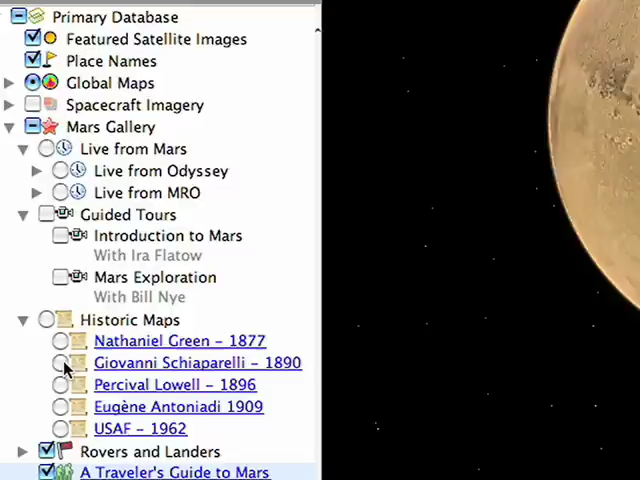 Primary Database
Featured Satellite Images
Place Names
Global Maps
Spacecraft Imagery
Mars Gallery
Live from Mars
Live from Odyssey
Live from MRO
Guided Tours
Introduction to Mars
With Ira Flatow
Mars Exploration
With Bill Nye
Historic Maps
Nathaniel Green – 1877
Giovanni Schiaparelli – 1890
Percival Lowell – 1896
Eugène Antoniadi 1909
USAF – 1962
Rovers and Landers
A Traveler's Guide to Mars